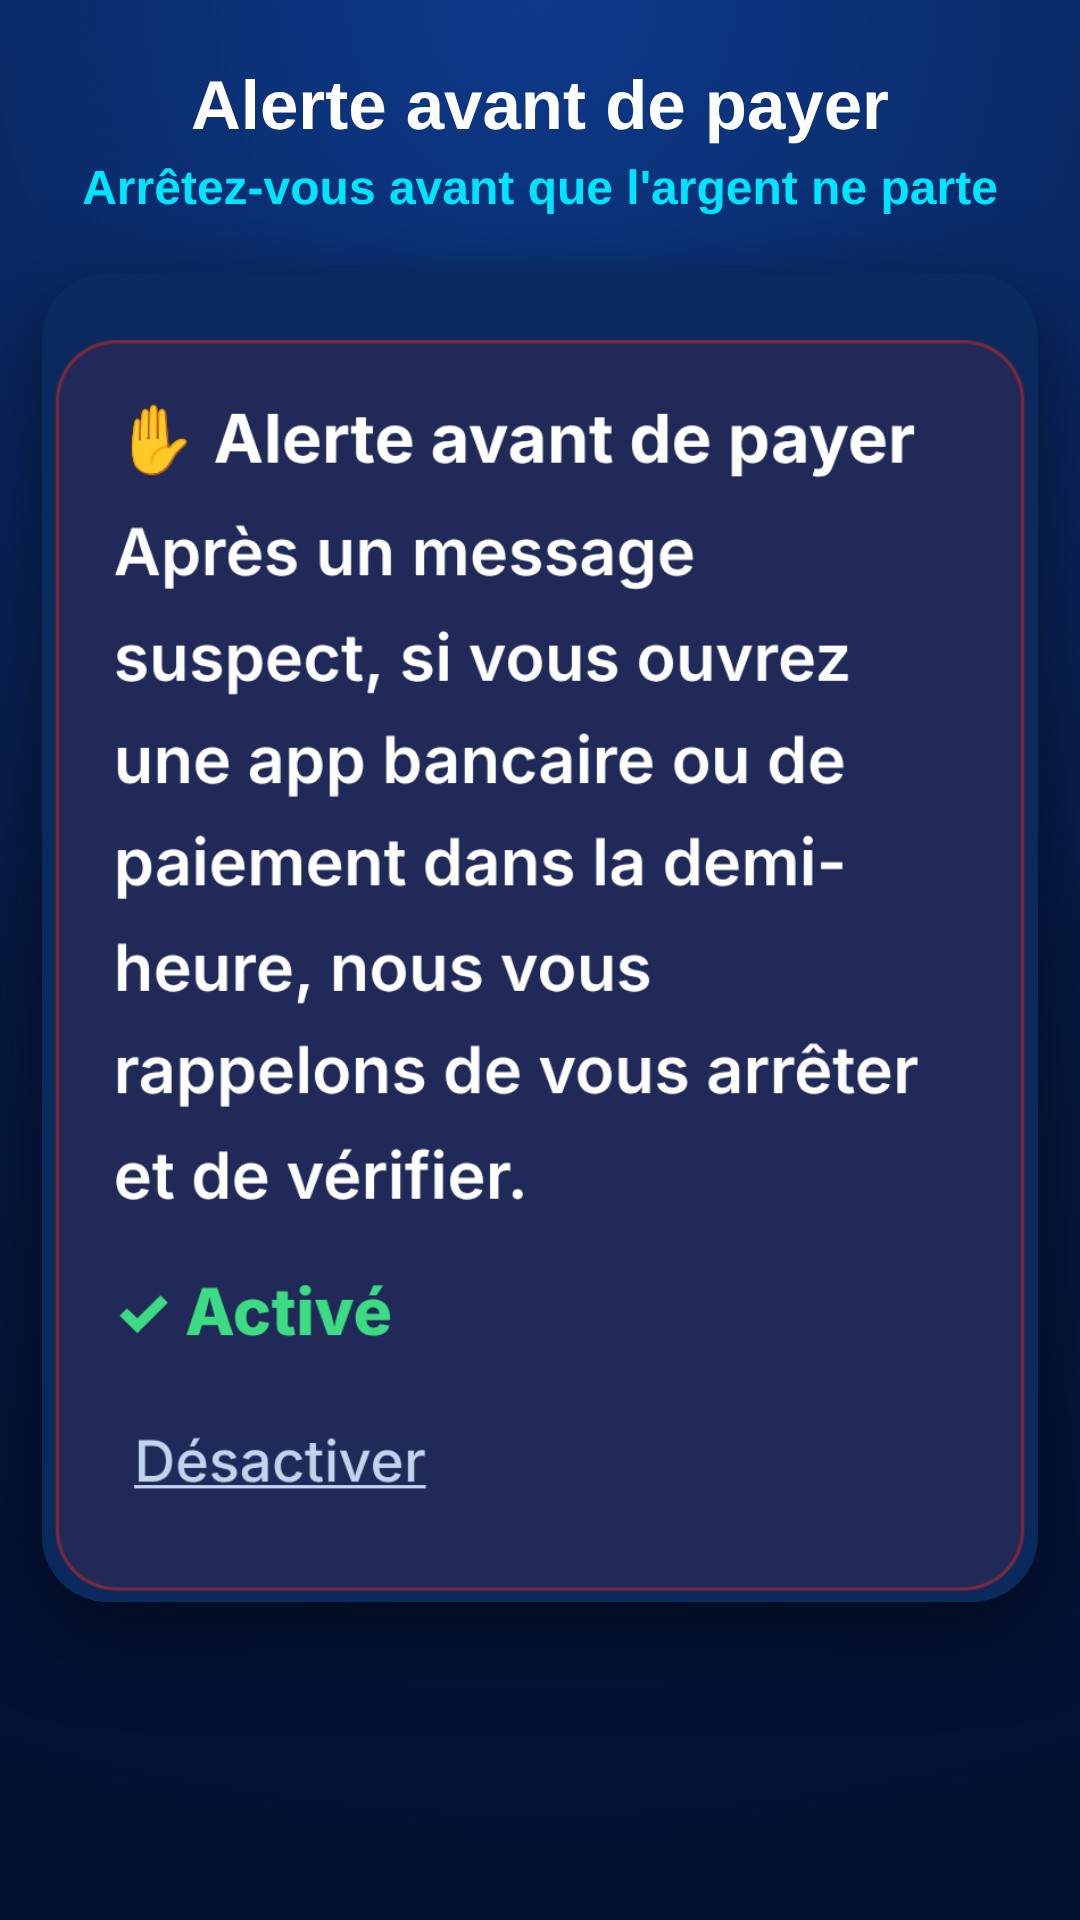 Alerte avant de payer
Arrêtez-vous avant que l'argent ne parte
✋ Alerte avant de payer
Après un message
suspect, si vous ouvrez
une app bancaire ou de
paiement dans la demi-
heure, nous vous
rappelons de vous arrêter
et de vérifier.
✓ Activé
Désactiver